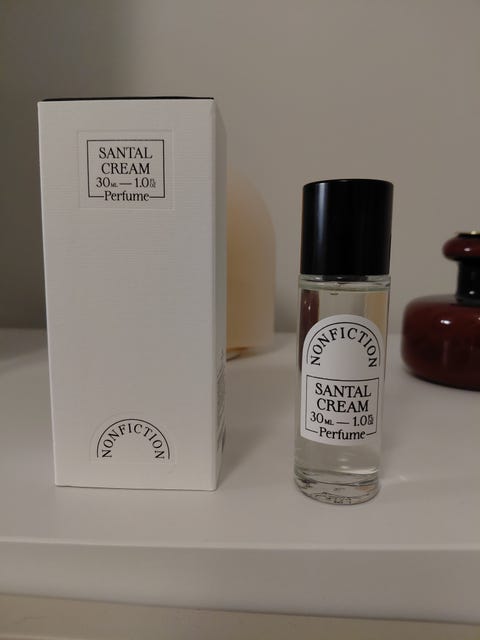 SANTAL
CREAM
30ML — 1.0FL OZ
Perfume
NONFICTION
NONFICTION
SANTAL
CREAM
30ML — 1.0FL OZ
Perfume